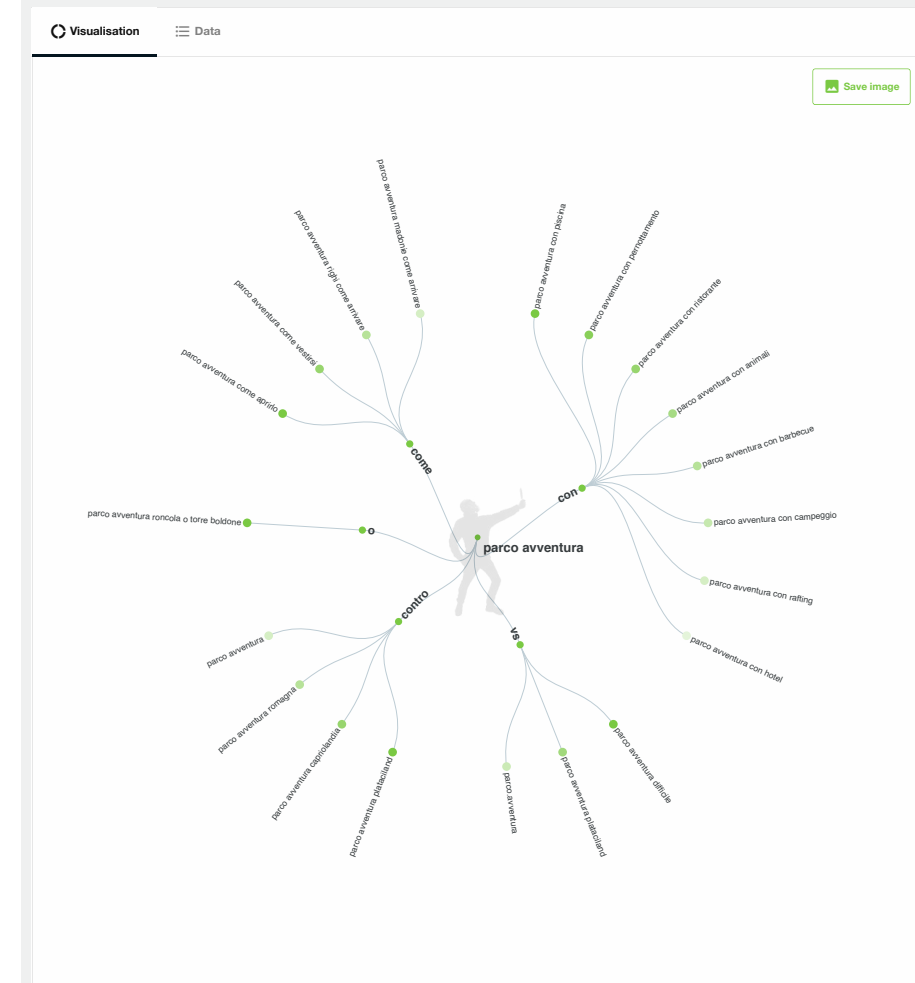 Visualisation
Data
Save image
parco avventura
come
parco avventura madonie come arrivare
parco avventura righi come arrivare
parco avventura come vestirsi
parco avventura come aprirlo
con
parco avventura con piscina
parco avventura con pernottamento
parco avventura con ristorante
parco avventura con animali
parco avventura con barbecue
parco avventura con campeggio
parco avventura con rafting
parco avventura con hotel
o
parco avventura roncola o torre boldone
contro
parco avventura
parco avventura romagna
parco avventura capriolandia
parco avventura plataciland
vs
parco avventura difficile
parco avventura plataciland
parco avventura